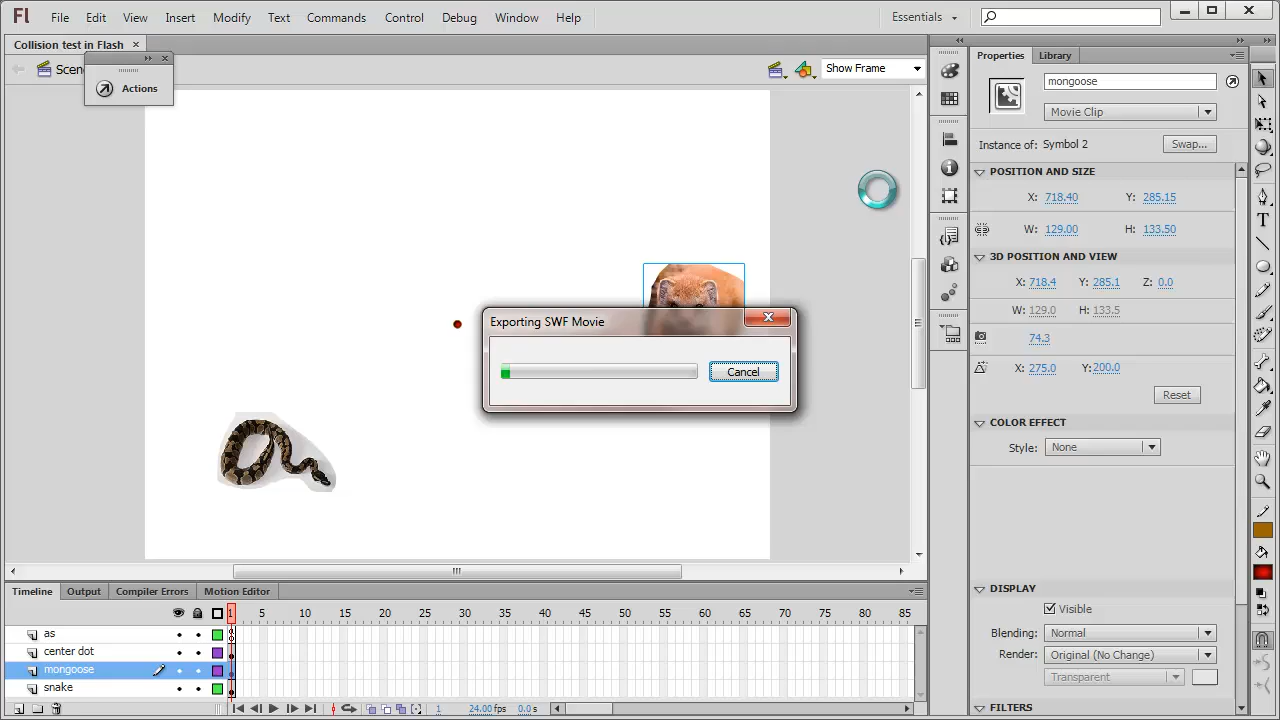 Fl File Edit View Insert Modify Text Commands Control Debug Window Help Essentials
Collision test in Flash ×
Scen
Actions
Show Frame
Properties Library
mongoose
Movie Clip
Instance of: Symbol 2 Swap...
POSITION AND SIZE
X: 718.40 Y: 285.15
W: 129.00 H: 133.50
3D POSITION AND VIEW
X: 718.4 Y: 285.1 Z: 0.0
W: 129.0 H: 133.5
74.3
X: 275.0 Y: 200.0
Reset
COLOR EFFECT
Style: None
Exporting SWF Movie
Cancel
DISPLAY
Visible
Blending: Normal
Render: Original (No Change)
Transparent
FILTERS
Timeline Output Compiler Errors Motion Editor
1 5 10 15 20 25 30 35 40 45 50 55 60 65 70 75 80 85
as
center dot
mongoose
snake
1 24.00 fps 0.0 s